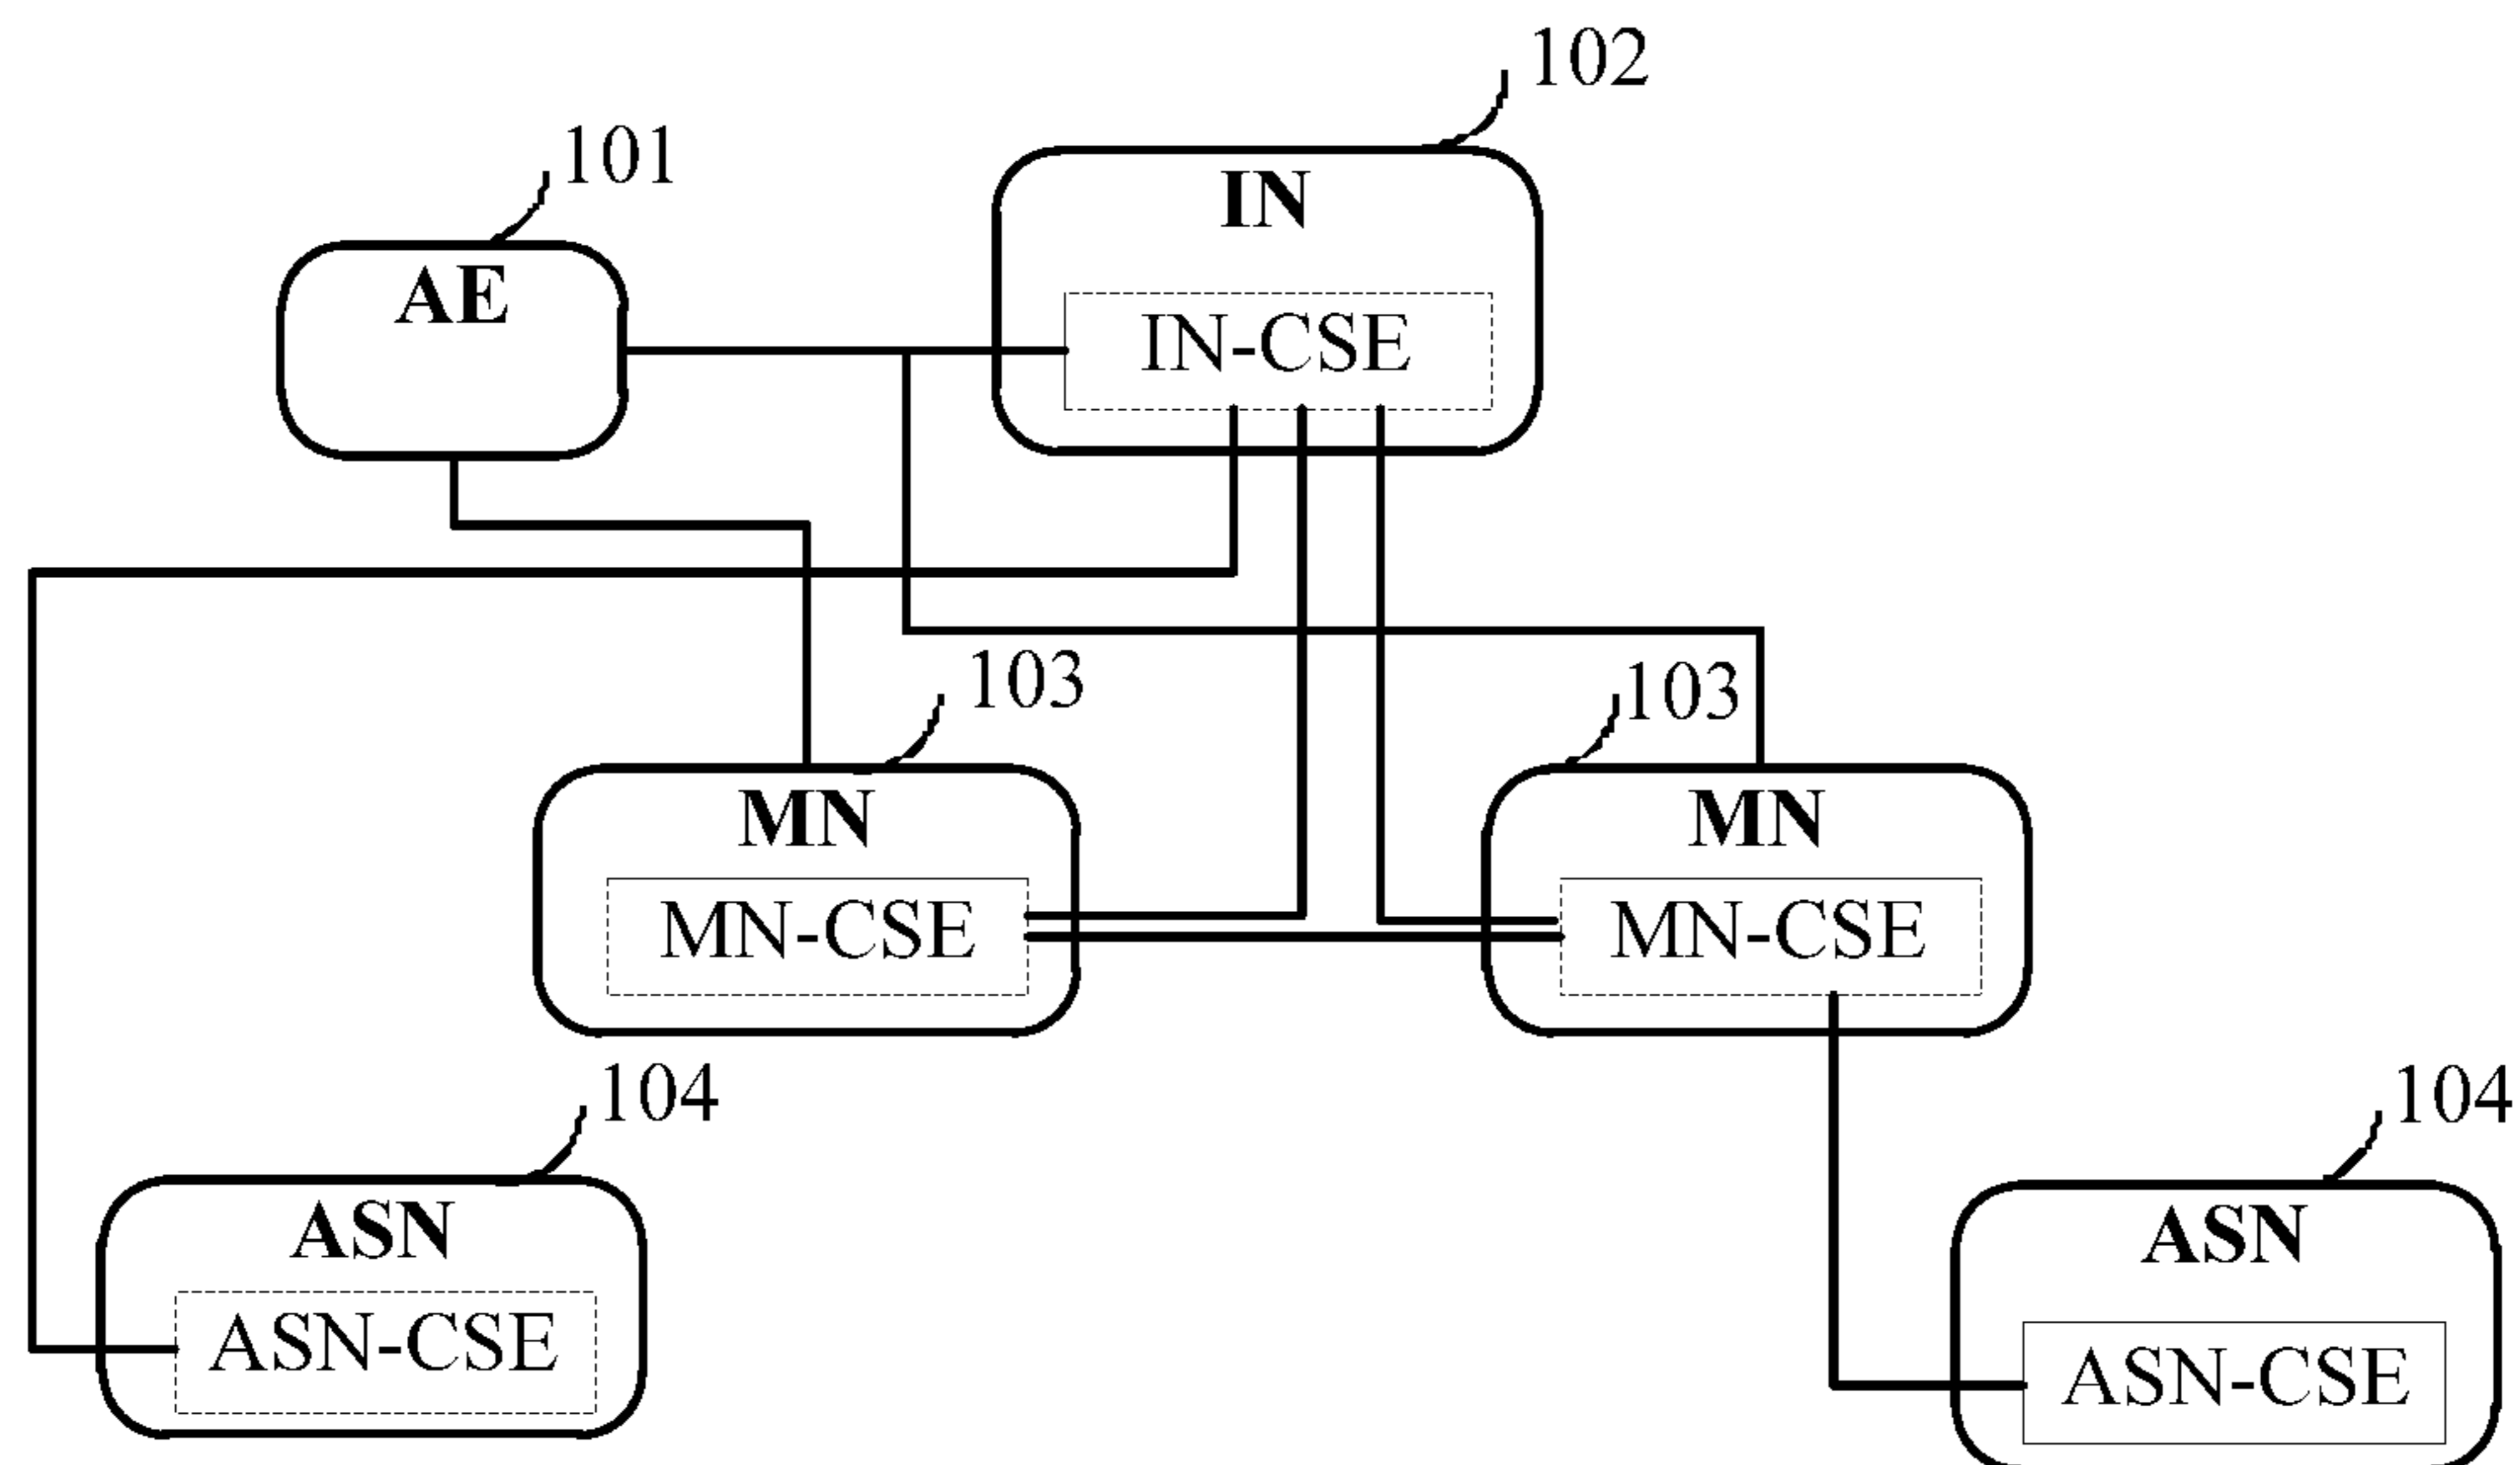 102
101
IN
AE
IN-CSE
103
103
MN
MN
MN-CSE
MN-CSE
104
104
ASN
ASN
ASN-CSE
ASN-CSE